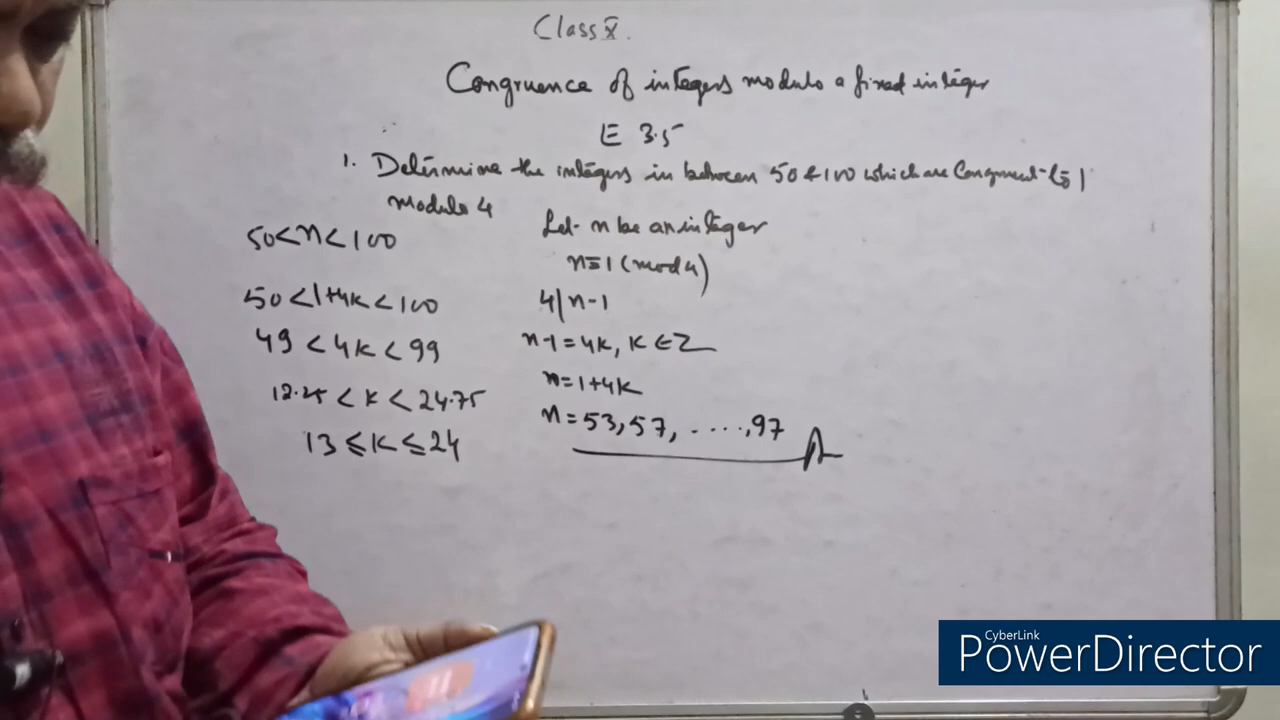 Class X.
Congruence of integers modulo a fixed integer
E 3.5
1. Determine the integers in between 50 & 100 which are Congruent to 1
modulo 4
50<n<100
Let n be an integer
n≡1 (mod 4)
50<1+4k<100
4|n-1
49<4k<99
n-1=4k, k∈Z
12.25<k<24.75
n=1+4k
13≤k≤24
n=53,57,....,97
CyberLink
PowerDirector